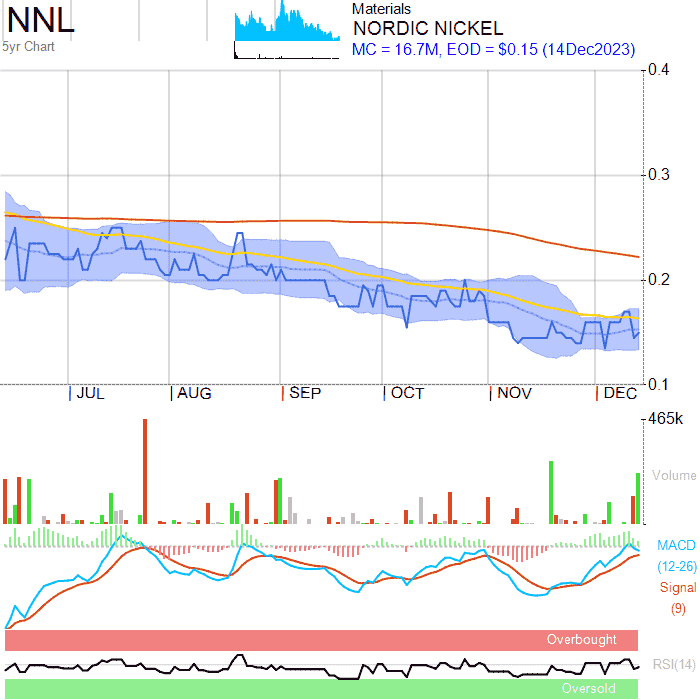 NNL
5yr Chart
Materials
NORDIC NICKEL
MC = 16.7M, EOD = $0.15 (14Dec2023)
0.4
0.3
0.2
0.1
JUL AUG SEP OCT NOV DEC
465k
Volume
MACD
(12-26)
Signal
(9)
Overbought
RSI(14)
Oversold